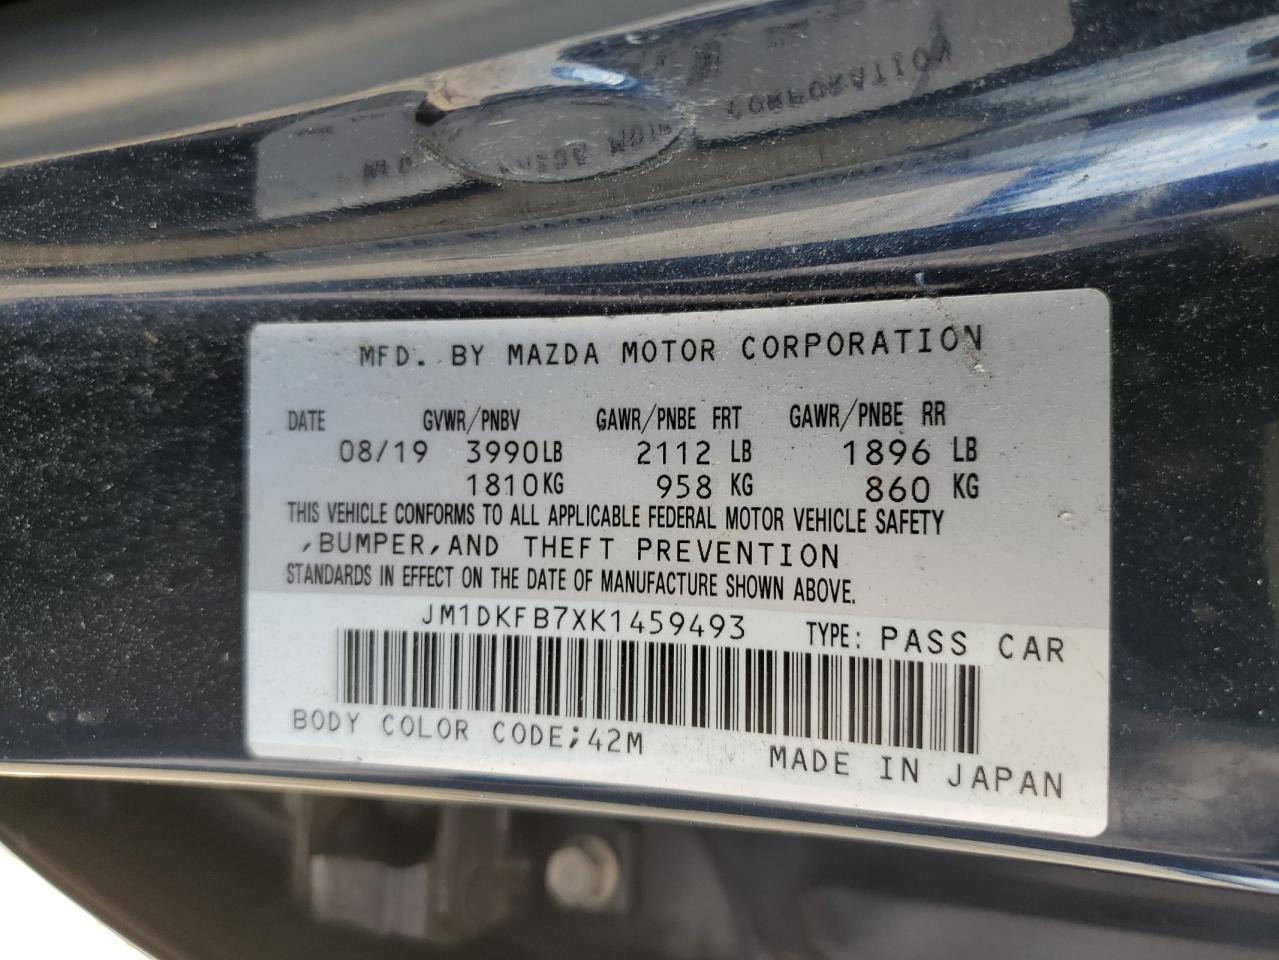 MFD. BY MAZDA MOTOR CORPORATION
DATE GVWR/PNBV GAWR/PNBE FRT GAWR/PNBE RR
08/19 3990LB 2112 LB 1896 LB
1810KG 958 KG 860 KG
THIS VEHICLE CONFORMS TO ALL APPLICABLE FEDERAL MOTOR VEHICLE SAFETY
,BUMPER,AND THEFT PREVENTION
STANDARDS IN EFFECT ON THE DATE OF MANUFACTURE SHOWN ABOVE.
JM1DKFB7XK1459493 TYPE: PASS CAR
BODY COLOR CODE;42M MADE IN JAPAN